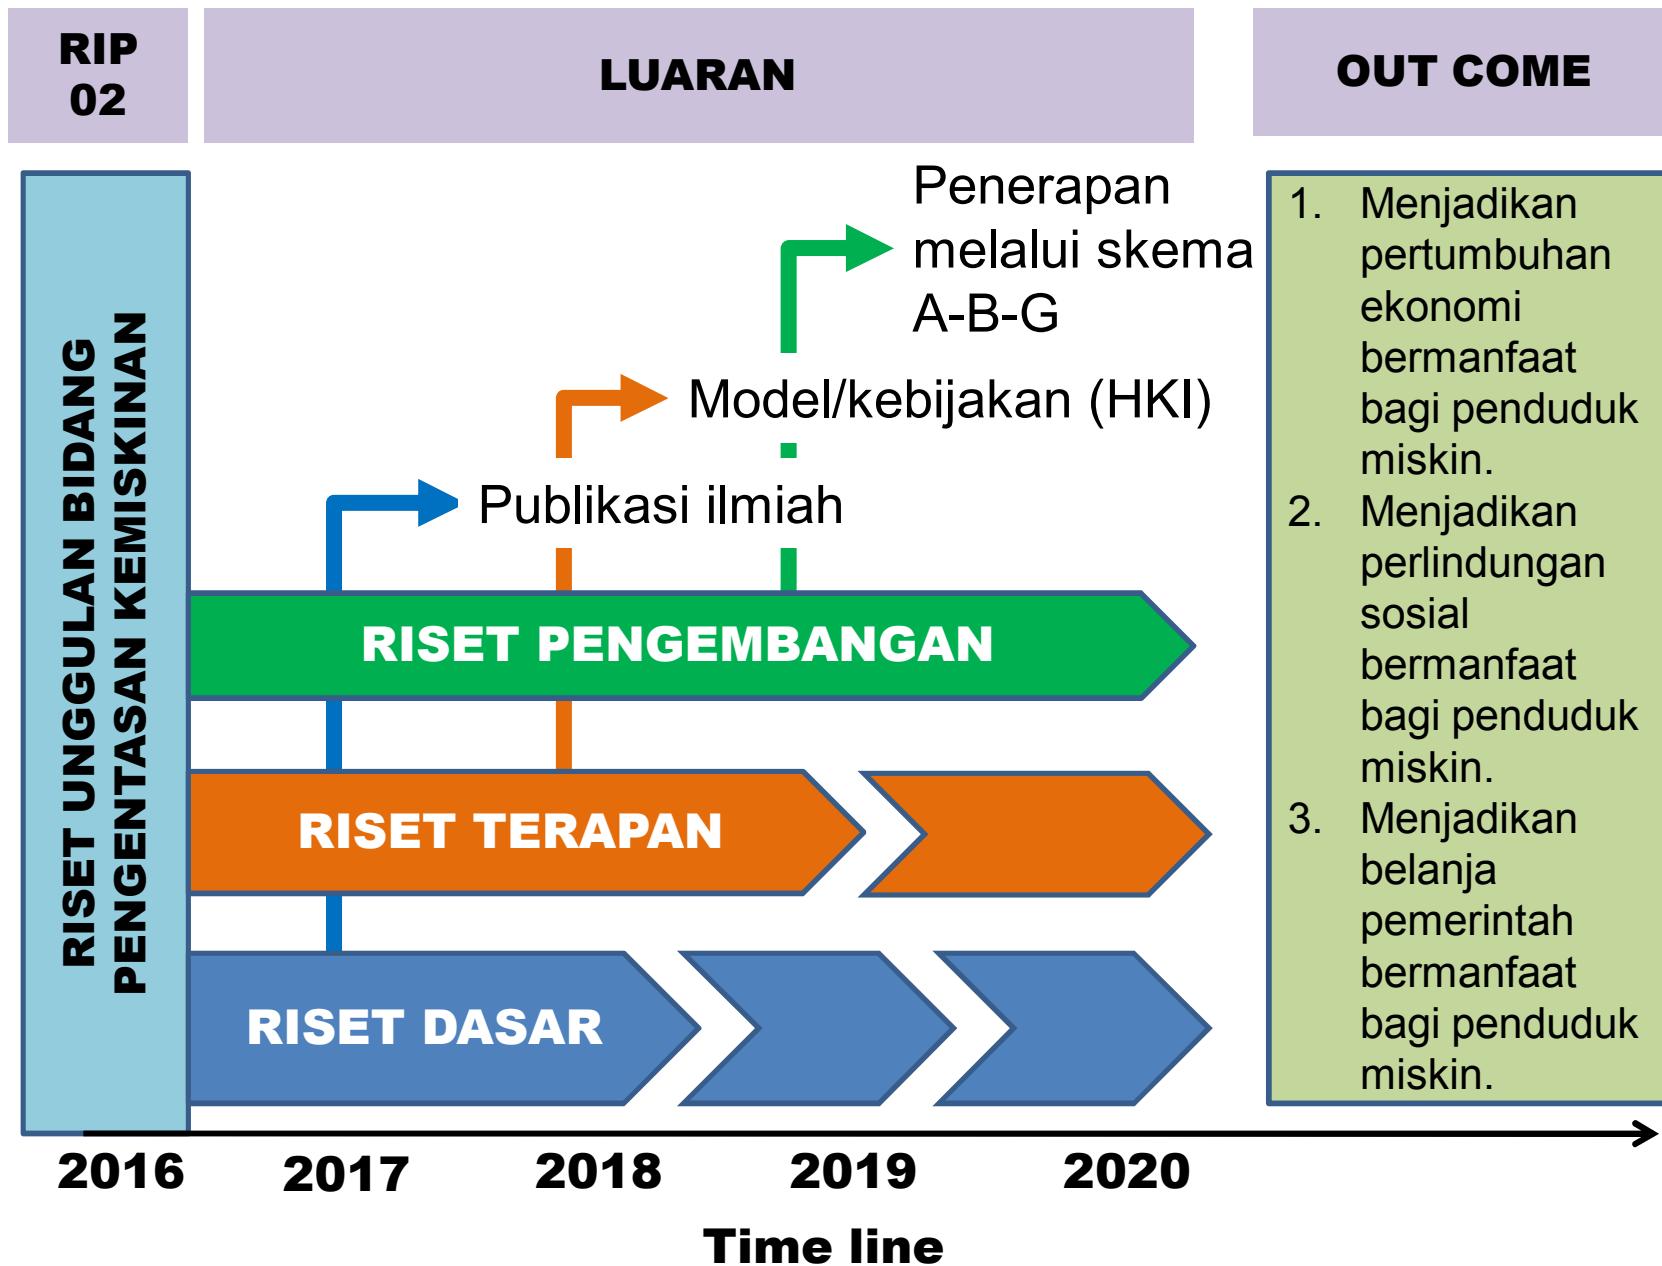 RIP
02
LUARAN
OUT COME
RISET UNGGULAN BIDANG
PENGENTASAN KEMISKINAN
Penerapan
melalui skema
A-B-G
Model/kebijakan (HKI)
Publikasi ilmiah
RISET PENGEMBANGAN
RISET TERAPAN
RISET DASAR
1. Menjadikan
pertumbuhan
ekonomi
bermanfaat
bagi penduduk
miskin.
2. Menjadikan
perlindungan
sosial
bermanfaat
bagi penduduk
miskin.
3. Menjadikan
belanja
pemerintah
bermanfaat
bagi penduduk
miskin.
2016 2017 2018 2019 2020
Time line